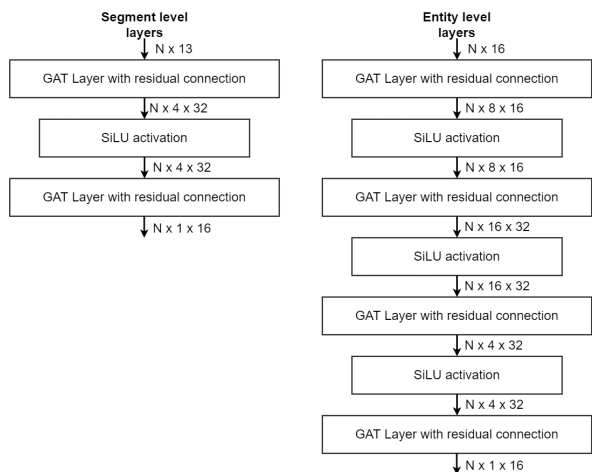 Segment level
layers
N x 13
GAT Layer with residual connection
N x 4 x 32
SiLU activation
N x 4 x 32
GAT Layer with residual connection
N x 1 x 16
Entity level
layers
N x 16
GAT Layer with residual connection
N x 8 x 16
SiLU activation
N x 8 x 16
GAT Layer with residual connection
N x 16 x 32
SiLU activation
N x 16 x 32
GAT Layer with residual connection
N x 4 x 32
SiLU activation
N x 4 x 32
GAT Layer with residual connection
N x 1 x 16